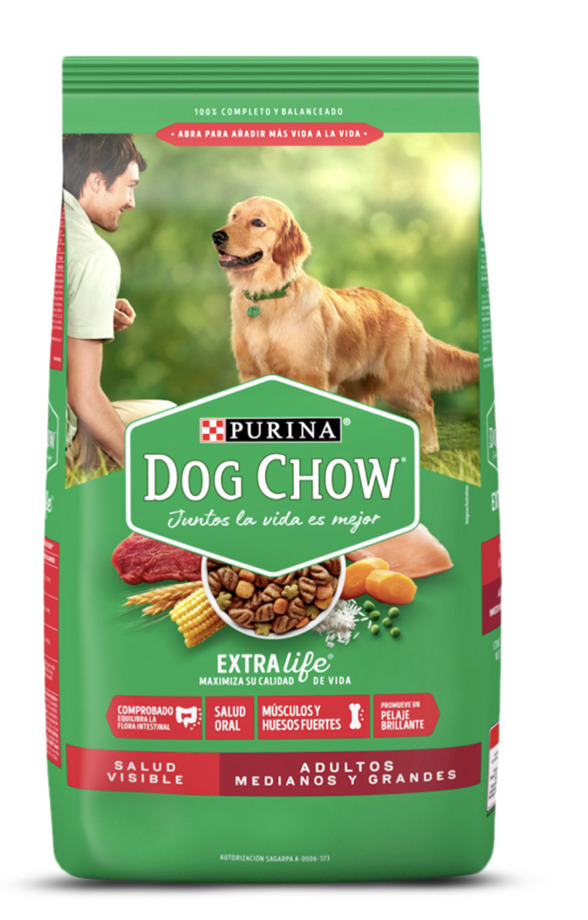 100% COMPLETO Y BALANCEADO
• ABRA PARA AÑADIR MÁS VIDA A LA VIDA •
PURINA®
DOG CHOW®
Juntos la vida es mejor
EXTRA life®
MAXIMIZA SU CALIDAD DE VIDA
COMPROBADO
EQUILIBRA LA
FLORA INTESTINAL
SALUD
ORAL
MÚSCULOS Y
HUESOS FUERTES
PROMUEVE UN
PELAJE
BRILLANTE
SALUD
VISIBLE
ADULTOS
MEDIANOS Y GRANDES
AUTORIZACIÓN SAGARPA A-0006-373